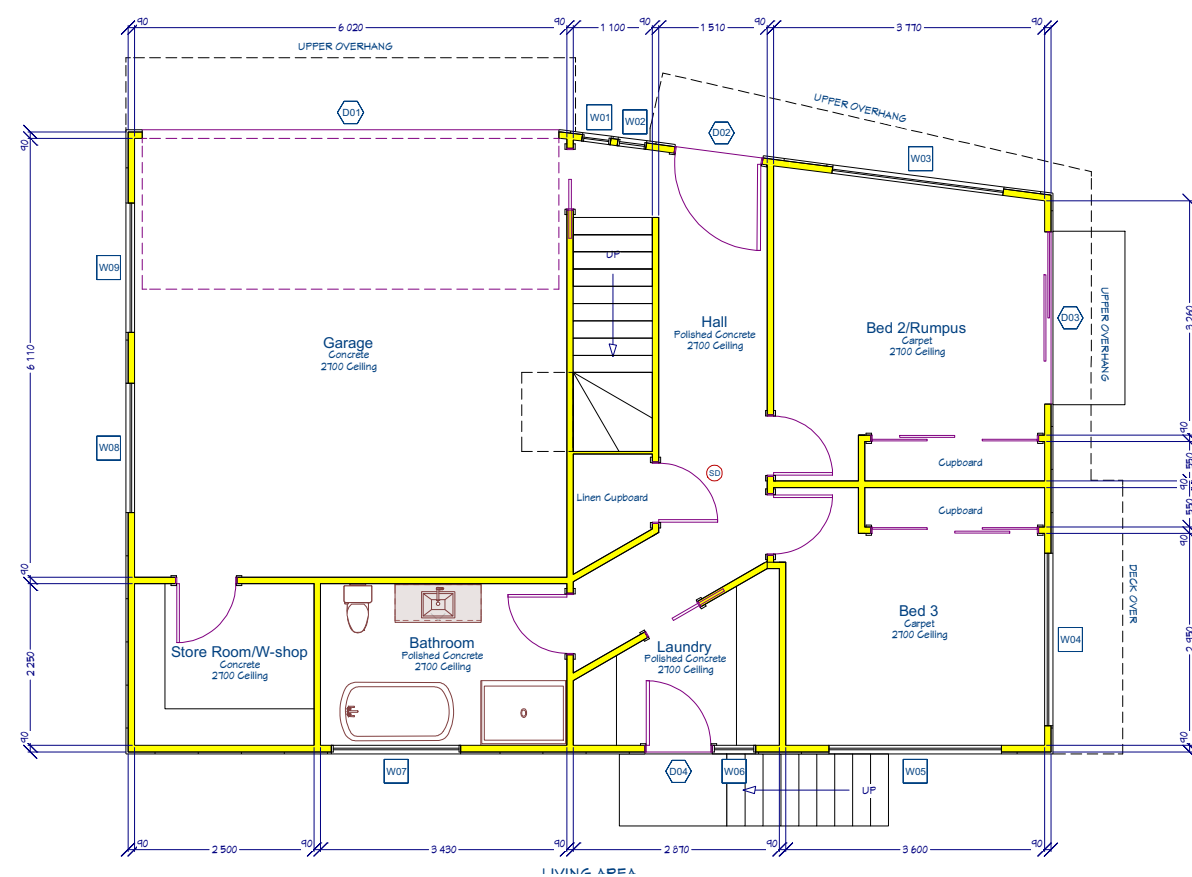 90
6 020
90
1 100
90
1 510
90
3 770
90
UPPER OVERHANG
UPPER OVERHANG
D01
W01
W02
D02
W03
90
W09
UP
D03
UPPER OVERHANG
3 260
Hall
Polished Concrete
2700 Ceiling
Bed 2/Rumpus
Carpet
2700 Ceiling
Garage
Concrete
2700 Ceiling
6 110
W08
90
550
90
550
90
SD
Cupboard
Linen Cupboard
Cupboard
90
DECK OVER
Bed 3
Carpet
2700 Ceiling
W04
2 950
Store Room/W-shop
Concrete
2700 Ceiling
Bathroom
Polished Concrete
2700 Ceiling
Laundry
Polished Concrete
2700 Ceiling
2 250
90
90
W07
D04
W06
W05
UP
90
2 500
90
3 430
90
2 870
90
3 600
90
LIVING AREA